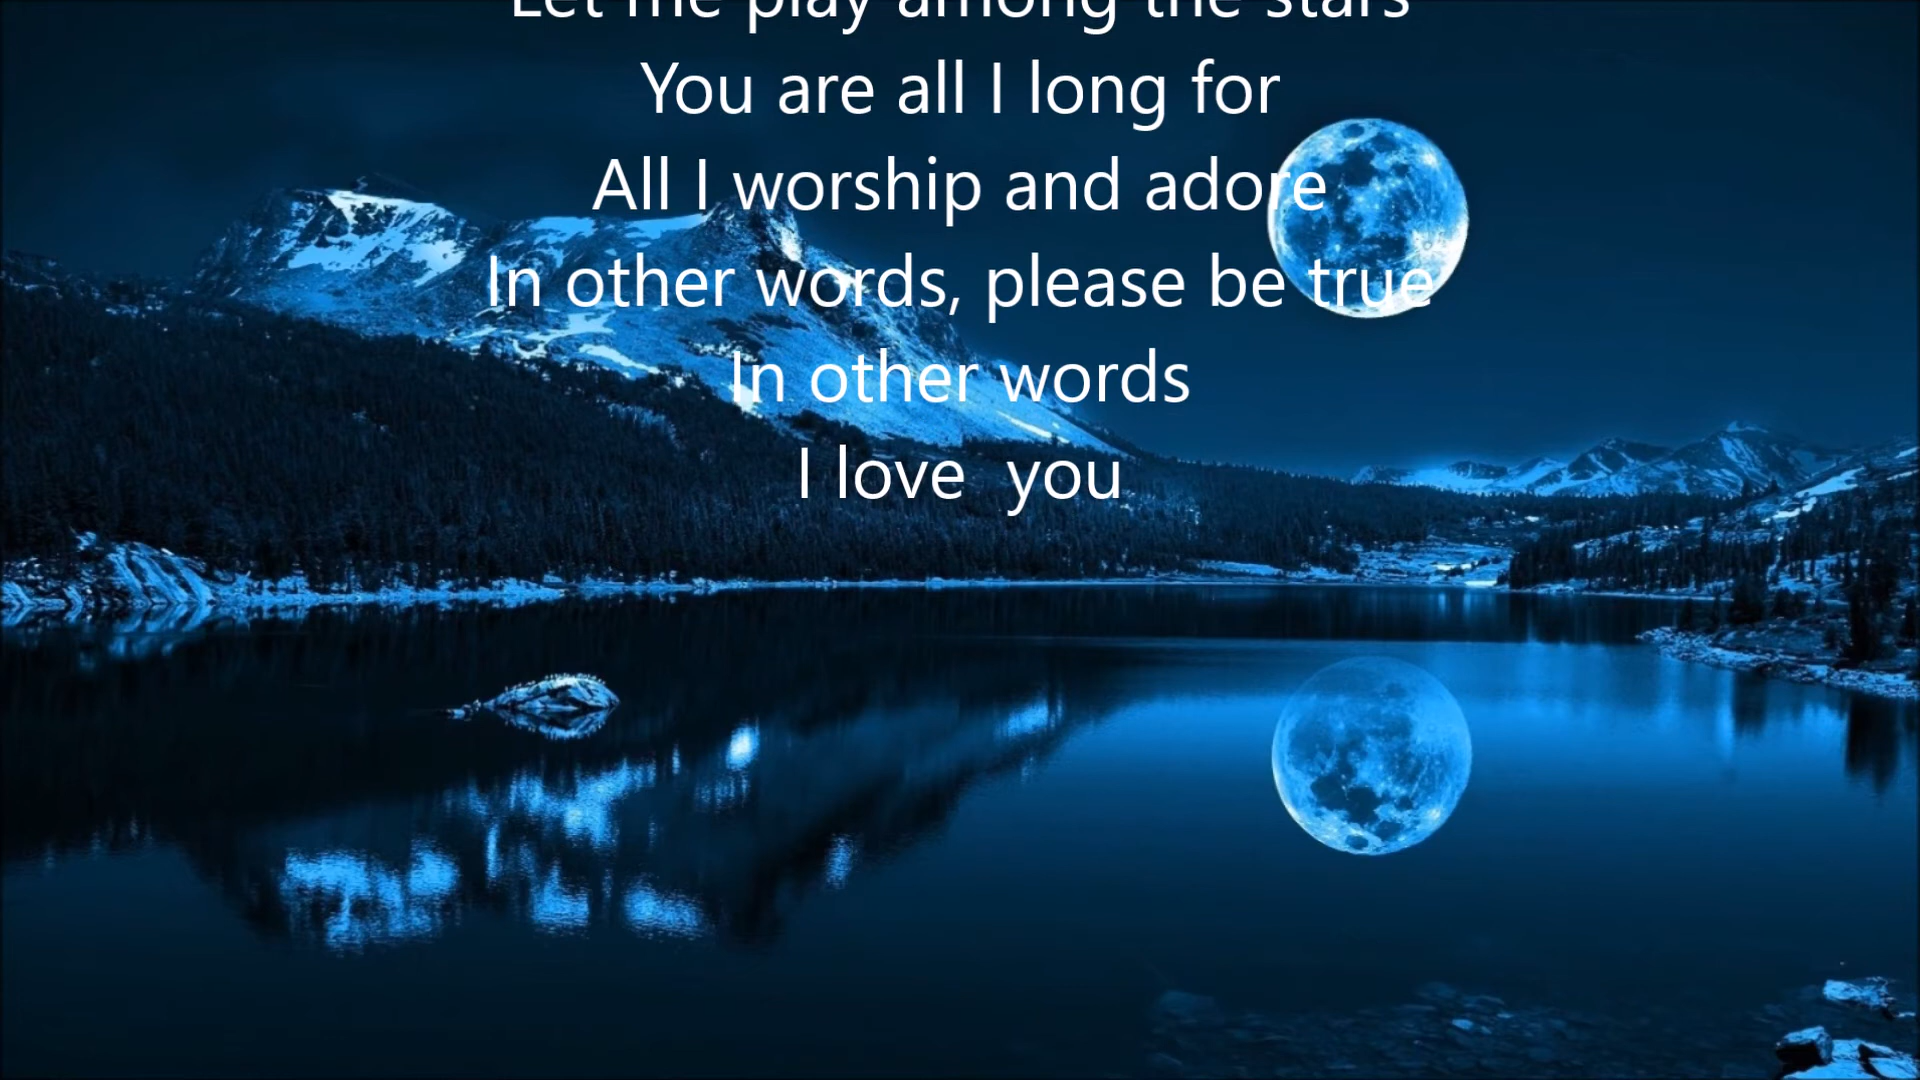 Let me play among the stars
You are all I long for
All I worship and adore
In other words, please be true
In other words
I love  you